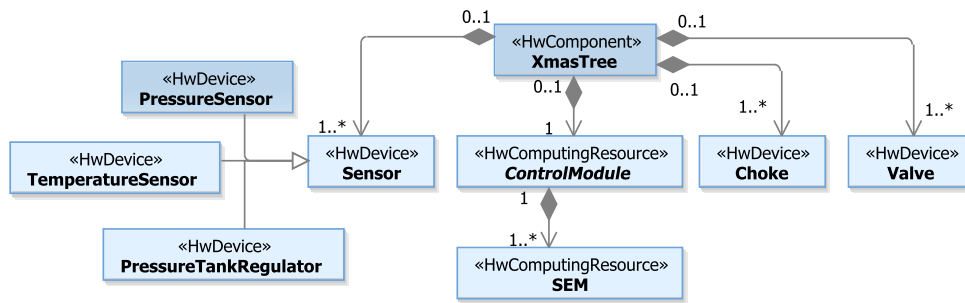 0..1
«HwComponent»
XmasTree
0..1
0..1
0..1
«HwDevice»
PressureSensor
1..*
1
1..*
1..*
«HwDevice»
TemperatureSensor
«HwDevice»
Sensor
«HwComputingResource»
ControlModule
«HwDevice»
Choke
«HwDevice»
Valve
1
«HwDevice»
PressureTankRegulator
1..*
«HwComputingResource»
SEM